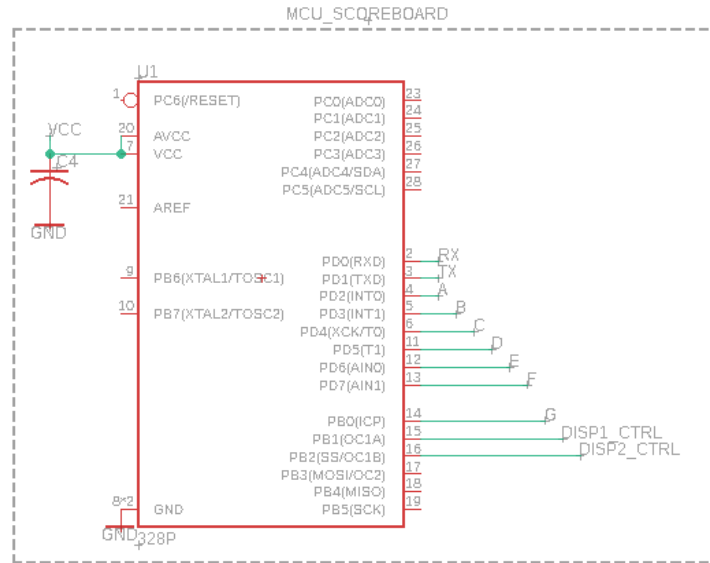 MCU_SCOREBOARD
U1
1 PC6(/RESET)
20 AVCC
7 VCC
VCC
C4
GND
21 AREF
9 PB6(XTAL1/TOSC1)
10 PB7(XTAL2/TOSC2)
8*2 GND
GND
328P
PC0(ADC0) 23
PC1(ADC1) 24
PC2(ADC2) 25
PC3(ADC3) 26
PC4(ADC4/SDA) 27
PC5(ADC5/SCL) 28
PD0(RXD) 2 RX
PD1(TXD) 3 TX
PD2(INT0) 4 A
PD3(INT1) 5 B
PD4(XCK/T0) 6 C
PD5(T1) 11 D
PD6(AIN0) 12 E
PD7(AIN1) 13 F
PB0(ICP) 14 G
PB1(OC1A) 15 DISP1_CTRL
PB2(SS/OC1B) 16 DISP2_CTRL
PB3(MOSI/OC2) 17
PB4(MISO) 18
PB5(SCK) 19